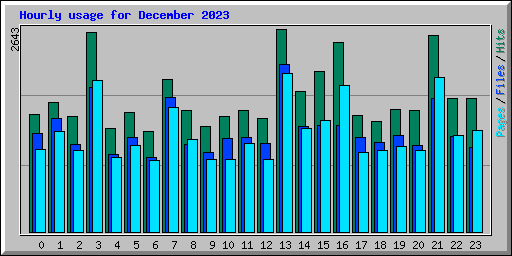 Hourly usage for December 2023
2643
Pages / Files / Hits
0 1 2 3 4 5 6 7 8 9 10 11 12 13 14 15 16 17 18 19 20 21 22 23